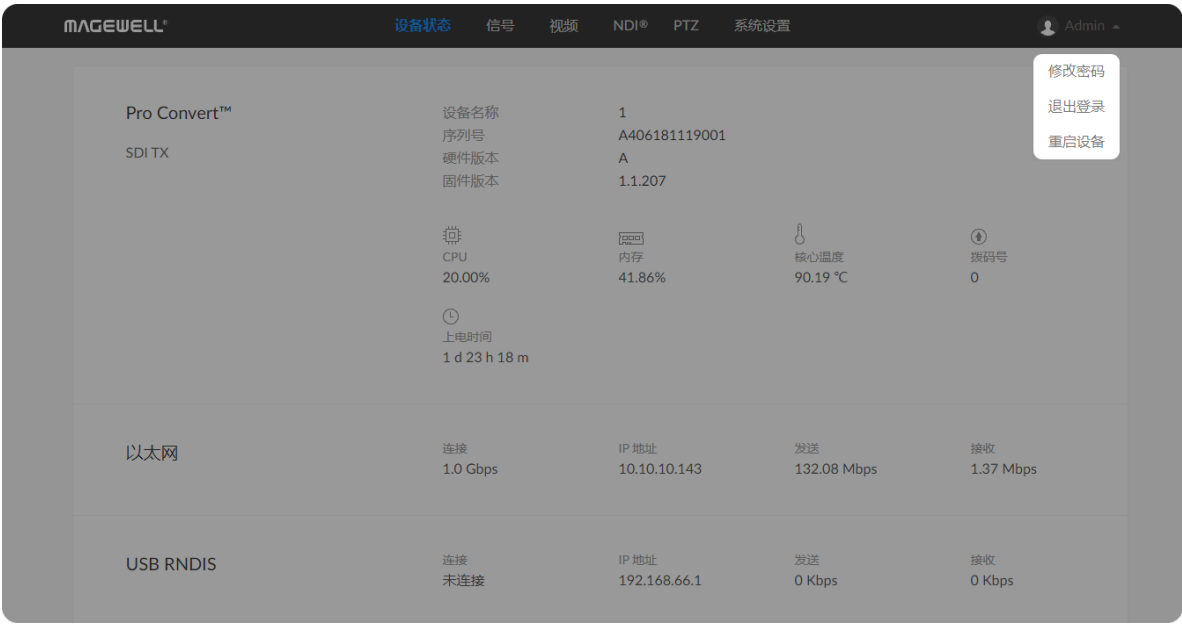 MAGEWELL® 设备状态 信号 视频 NDI® PTZ 系统设置 Admin
修改密码
退出登录
重启设备
Pro Convert™
SDI TX
设备名称 1
序列号 A406181119001
硬件版本 A
固件版本 1.1.207
CPU 内存 核心温度 拨码号
20.00% 41.86% 90.19 ℃ 0
上电时间
1 d 23 h 18 m
以太网
连接 IP 地址 发送 接收
1.0 Gbps 10.10.10.143 132.08 Mbps 1.37 Mbps
USB RNDIS
连接 IP 地址 发送 接收
未连接 192.168.66.1 0 Kbps 0 Kbps